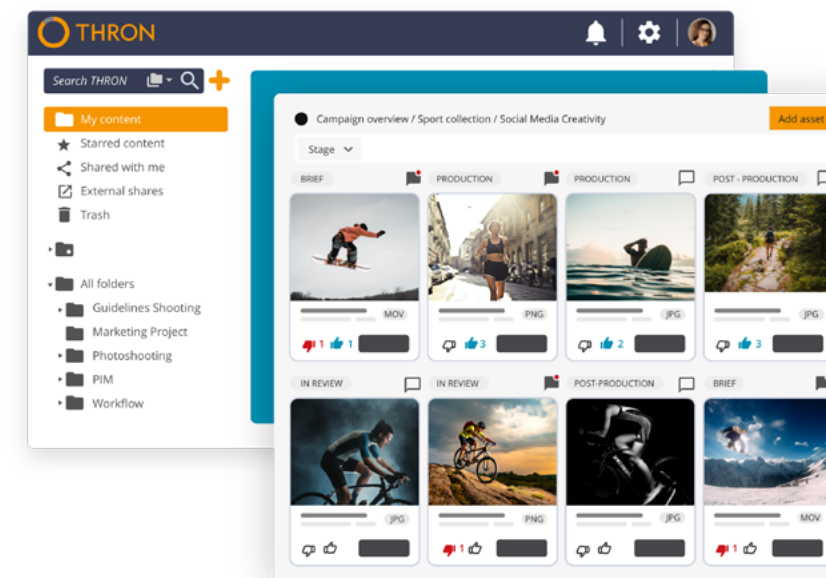 THRON
Search THRON
My content
Starred content
Shared with me
External shares
Trash
All folders
Guidelines Shooting
Marketing Project
Photoshooting
PIM
Workflow
Campaign overview / Sport collection / Social Media Creativity
Add asset
Stage
BRIEF
PRODUCTION
PRODUCTION
POST - PRODUCTION
MOV
PNG
JPG
JPG
1 1
3
2
3
IN REVIEW
IN REVIEW
POST-PRODUCTION
BRIEF
JPG
PNG
JPG
MOV
1
1